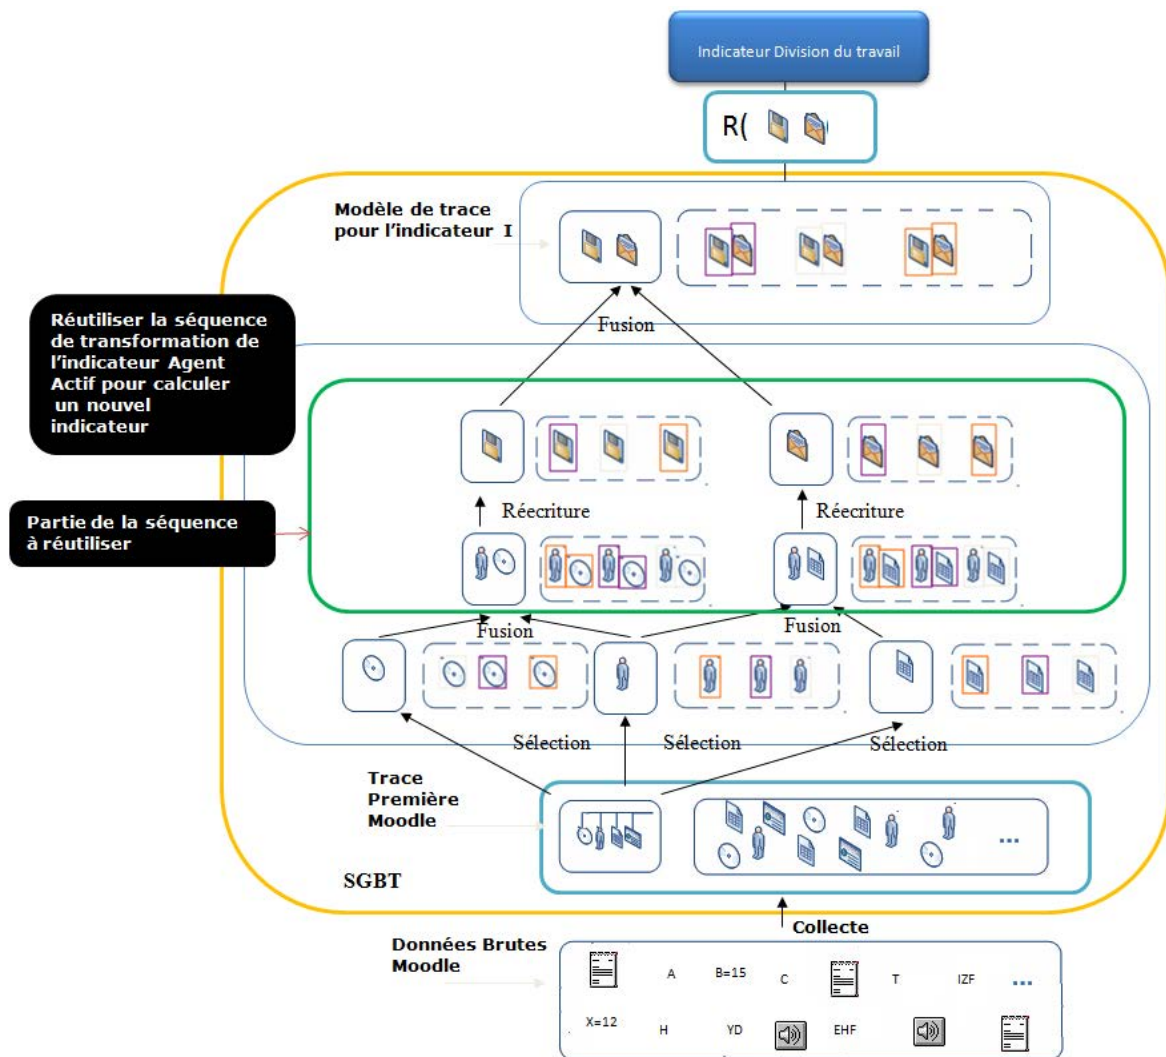 Indicateur Division du travail
R(
Modèle de trace
pour l’indicateur I
Fusion
Réutiliser la séquence
de transformation de
l’indicateur Agent
Actif pour calculer
un nouvel
indicateur
Partie de la séquence
à réutiliser
Réecriture
Réecriture
Fusion
Fusion
Sélection
Sélection
Sélection
Trace
Première
Moodle
...
SGBT
Collecte
Données Brutes
Moodle
A
B=15
C
T
IZF
...
X=12
H
YD
EHF